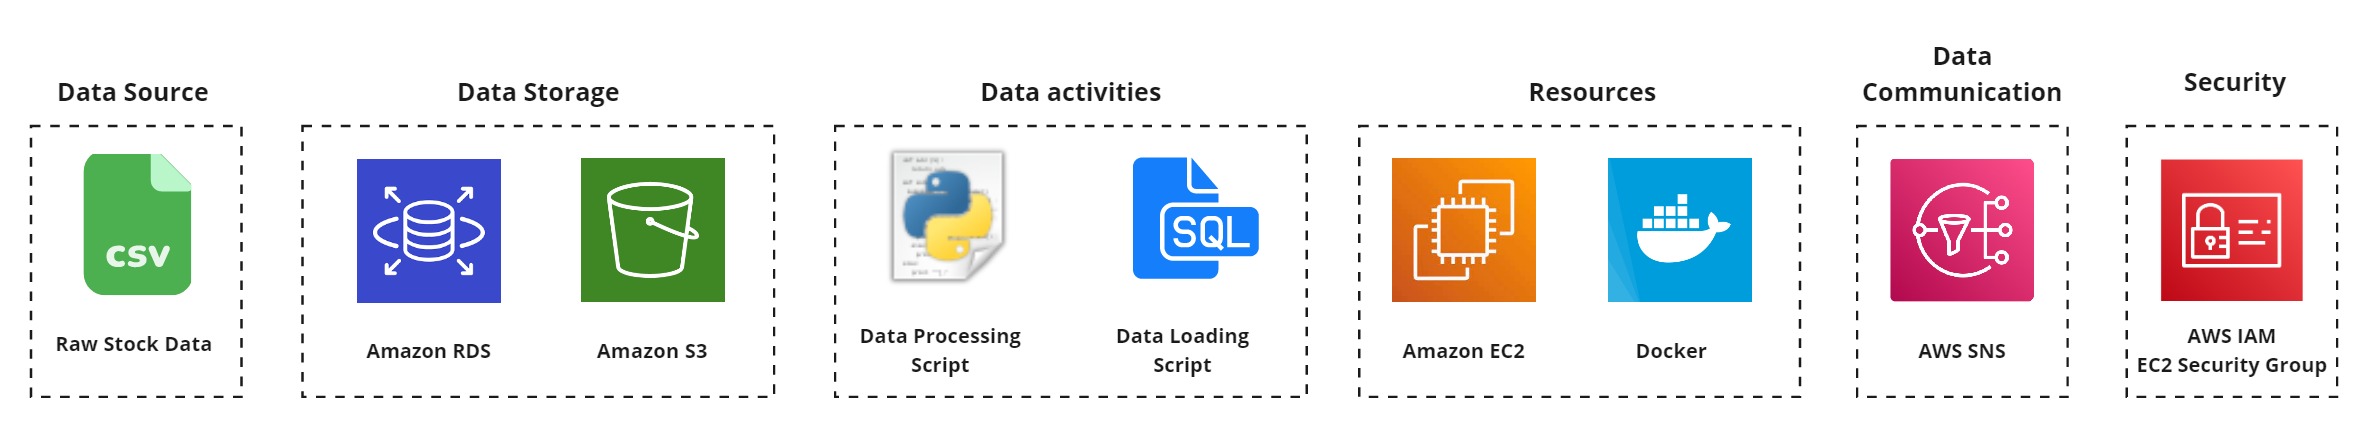 Data Source
Data Storage
Data activities
Resources
Data
Communication
Security
csv
SQL
Raw Stock Data
Amazon RDS
Amazon S3
Data Processing
Script
Data Loading
Script
Amazon EC2
Docker
AWS SNS
AWS IAM
EC2 Security Group